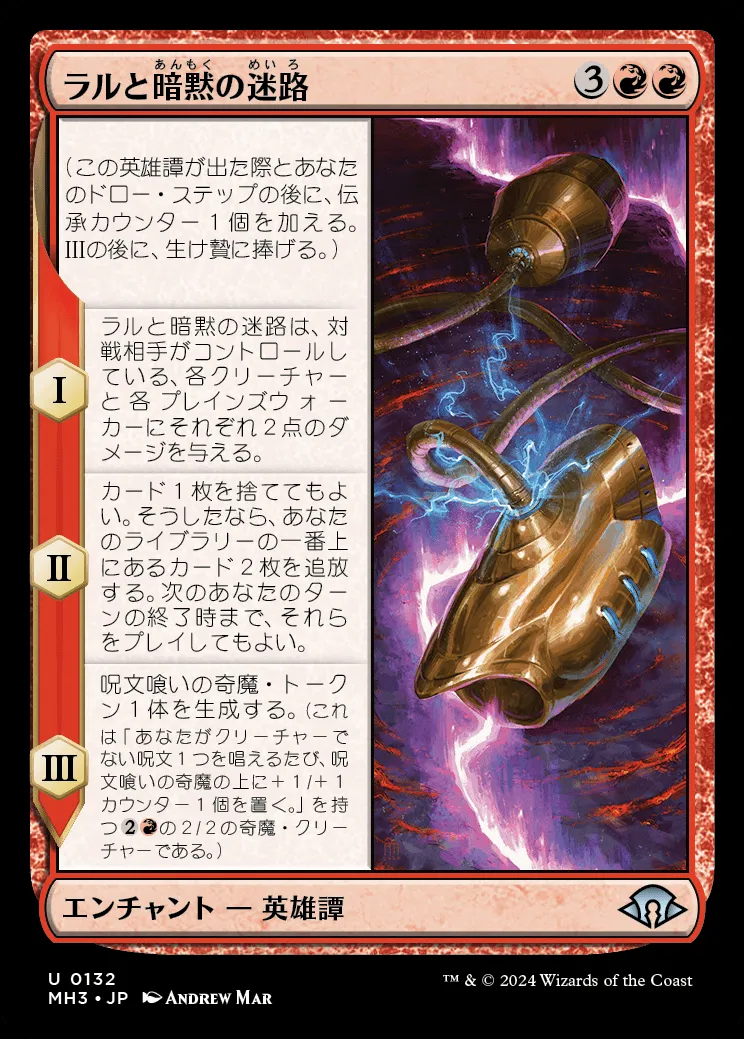 あんもく めいろ
ラルと暗黙の迷路
3
(この英雄譚が出た際とあなた
のドロー・ステップの後に、伝
承カウンター1個を加える。
IIIの後に、生け贄に捧げる。)
I
ラルと暗黙の迷路は、対
戦相手がコントロールし
ている、各クリーチャー
と各プレインズウォー
カーにそれぞれ2点のダ
メージを与える。
II
カード1枚を捨ててもよ
い。そうしたなら、あなた
のライブラリーの一番上
にあるカード2枚を追放
する。次のあなたのター
ンの終了時まで、それら
をプレイしてもよい。
III
呪文喰いの奇魔・トーク
ン1体を生成する。(これ
は「あなたがクリーチャーで
ない呪文1つを唱えるたび、呪
文喰いの奇魔の上に+1/+1
カウンター1個を置く。」を持
つ2の2/2の奇魔・クリー
チャーである。)
エンチャント — 英雄譚
U 0132
MH3 • JP ANDREW MAR
™ & © 2024 Wizards of the Coast